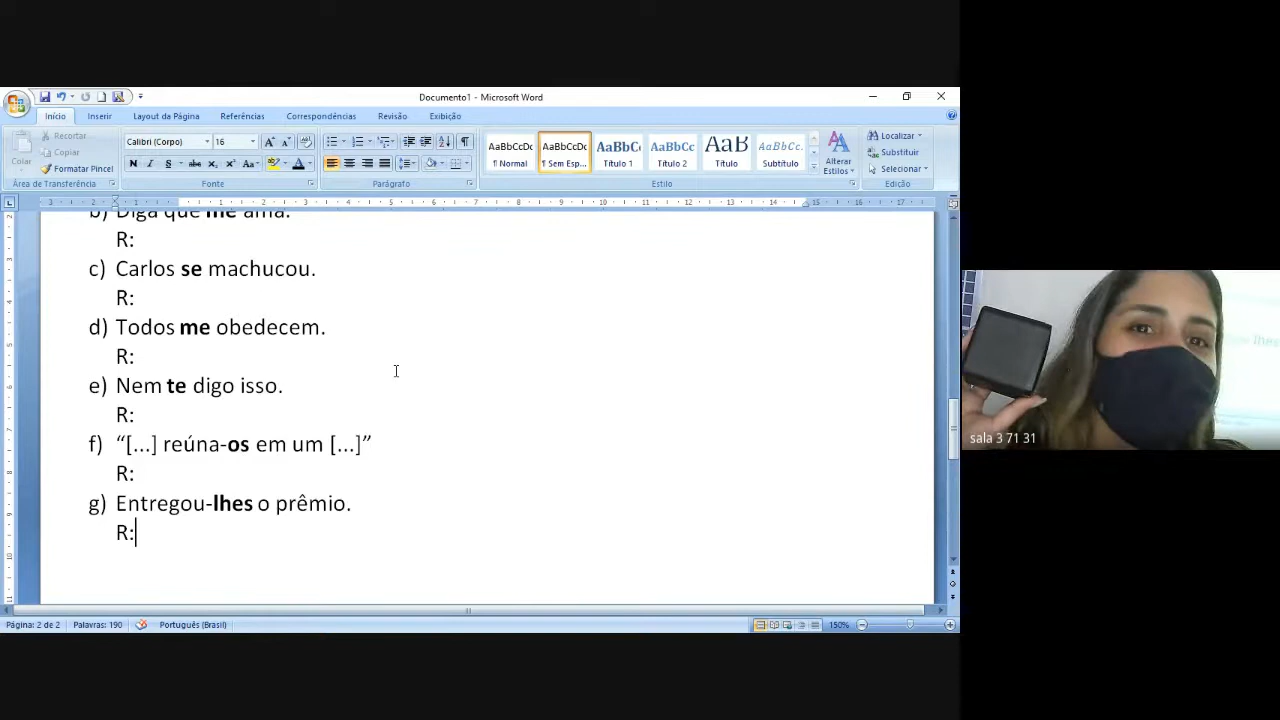 Documento1 - Microsoft Word
Início Inserir Layout da Página Referências Correspondências Revisão Exibição
Colar Recortar Copiar Formatar Pincel
Calibri (Corpo) 16
AaBbCcDc AaBbCcDc AaBbC AaBbCc AaB AaBbCc.
¶ Normal ¶ Sem Esp... Título 1 Título 2 Título Subtítulo
Alterar Estilos
Localizar Substituir Selecionar
Área de Transferência Fonte Parágrafo Estilo Edição
b) Diga que me ama.
R:
c) Carlos se machucou.
R:
d) Todos me obedecem.
R:
e) Nem te digo isso.
R:
f) “[...] reúna-os em um [...]”
R:
g) Entregou-lhes o prêmio.
R:
Página: 2 de 2 Palavras: 190 Português (Brasil) 150%
sala 3 71 31